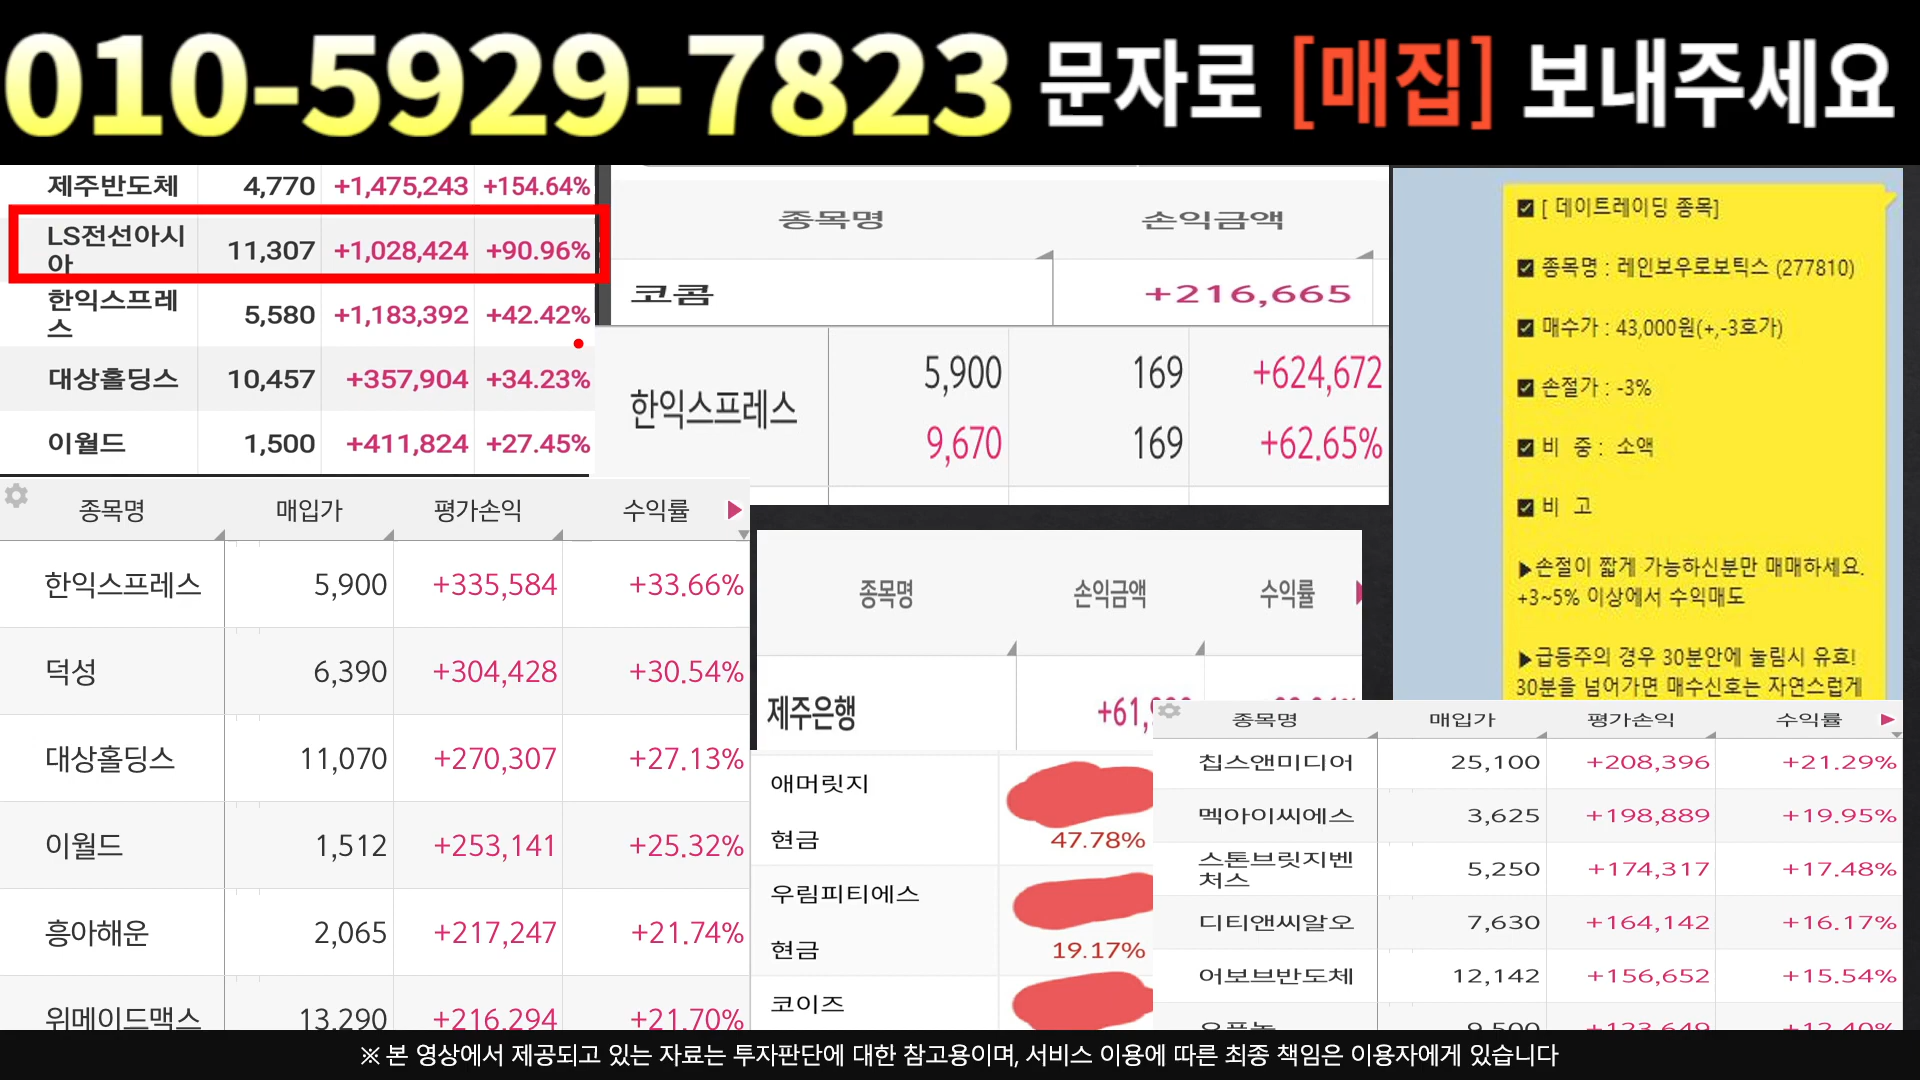 010-5929-7823 문자로 [매집] 보내주세요
제주반도체 4,770 +1,475,243 +154.64%
LS전선아시
아 11,307 +1,028,424 +90.96%
한익스프레
스 5,580 +1,183,392 +42.42%
대상홀딩스 10,457 +357,904 +34.23%
이월드 1,500 +411,824 +27.45%
종목명 손익금액
코콤 +216,665
한익스프레스
5,900 169 +624,672
9,670 169 +62.65%
☑ [ 데이트레이딩 종목]
☑ 종목명 : 레인보우로보틱스 (277810)
☑ 매수가 : 43,000원(+,-3호가)
☑ 손절가 : -3%
☑ 비 중 : 소액
☑ 비 고
▶손절이 짧게 가능하신분만 매매하세요.
+3~5% 이상에서 수익매도
▶급등주의 경우 30분안에 눌림시 유효!
30분을 넘어가면 매수신호는 자연스럽게
종목명 매입가 평가손익 수익률
한익스프레스 5,900 +335,584 +33.66%
덕성 6,390 +304,428 +30.54%
대상홀딩스 11,070 +270,307 +27.13%
이월드 1,512 +253,141 +25.32%
흥아해운 2,065 +217,247 +21.74%
위메이드맥스 13,290 +216,294 +21.70%
종목명 손익금액 수익률
제주은행
애머릿지
현금 47.78%
우림피티에스
현금 19.17%
코이즈
종목명 매입가 평가손익 수익률
칩스앤미디어 25,100 +208,396 +21.29%
멕아이씨에스 3,625 +198,889 +19.95%
스톤브릿지벤
처스 5,250 +174,317 +17.48%
디티앤씨알오 7,630 +164,142 +16.17%
어보브반도체 12,142 +156,652 +15.54%
※ 본 영상에서 제공되고 있는 자료는 투자판단에 대한 참고용이며, 서비스 이용에 따른 최종 책임은 이용자에게 있습니다